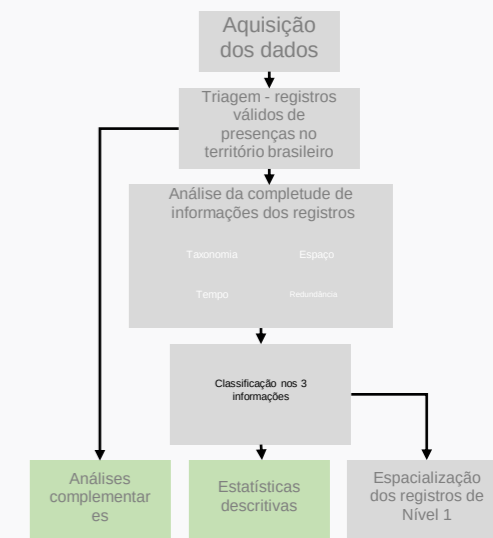 Aquisição
dos dados
Triagem - registros
válidos de
presenças no
território brasileiro
Análise da completude de
informações dos registros
Taxonomia
Espaço
Tempo
Redundância
Classificação nos 3
informações
Análises
complementar
es
Estatísticas
descritivas
Espacialização
dos registros de
Nível 1